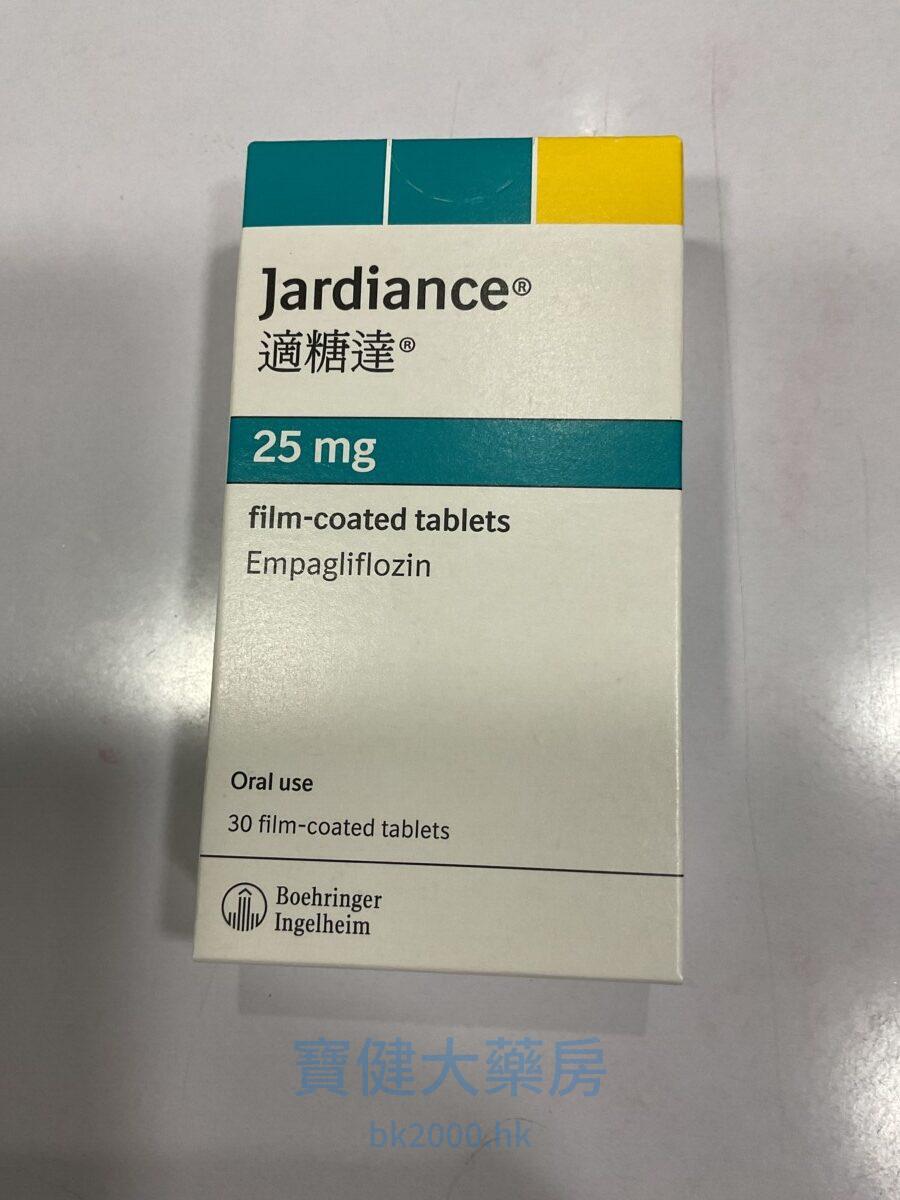 Jardiance®
適糖達®
25 mg
film-coated tablets
Empagliflozin
Oral use
30 film-coated tablets
Boehringer
Ingelheim
寶健大藥房
bk2000.hk